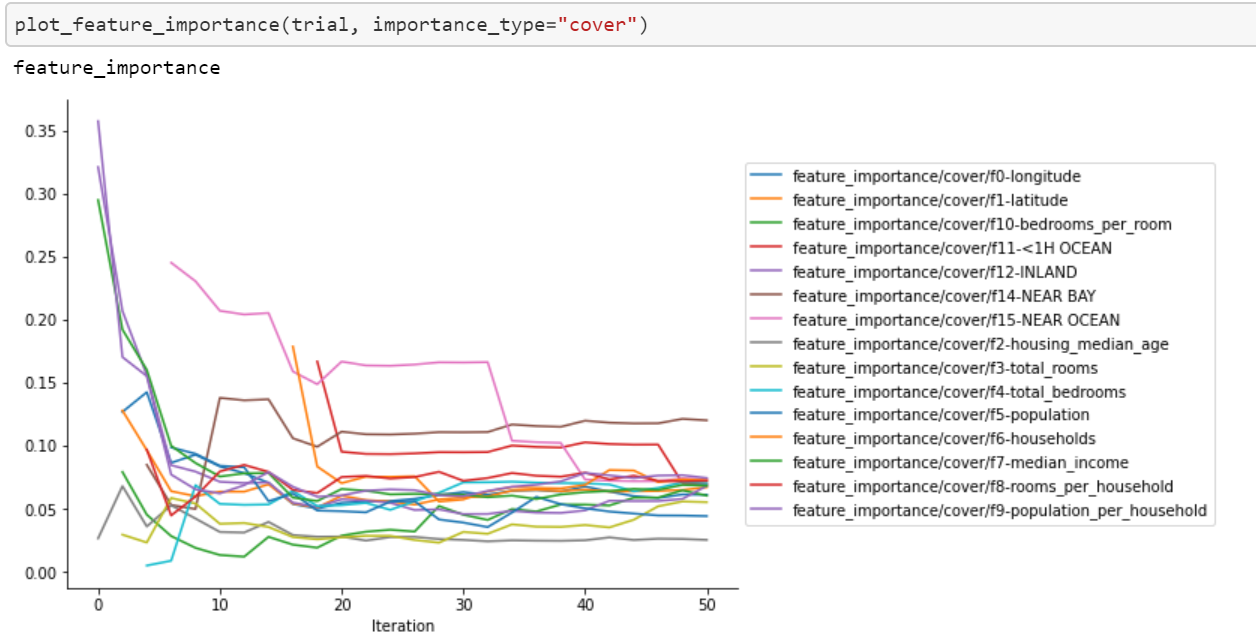 plot_feature_importance(trial, importance_type="cover")
feature_importance
0.35
0.30
0.25
0.20
0.15
0.10
0.05
0.00
0 10 20 30 40 50
Iteration
feature_importance/cover/f0-longitude
feature_importance/cover/f1-latitude
feature_importance/cover/f10-bedrooms_per_room
feature_importance/cover/f11-<1H OCEAN
feature_importance/cover/f12-INLAND
feature_importance/cover/f14-NEAR BAY
feature_importance/cover/f15-NEAR OCEAN
feature_importance/cover/f2-housing_median_age
feature_importance/cover/f3-total_rooms
feature_importance/cover/f4-total_bedrooms
feature_importance/cover/f5-population
feature_importance/cover/f6-households
feature_importance/cover/f7-median_income
feature_importance/cover/f8-rooms_per_household
feature_importance/cover/f9-population_per_household